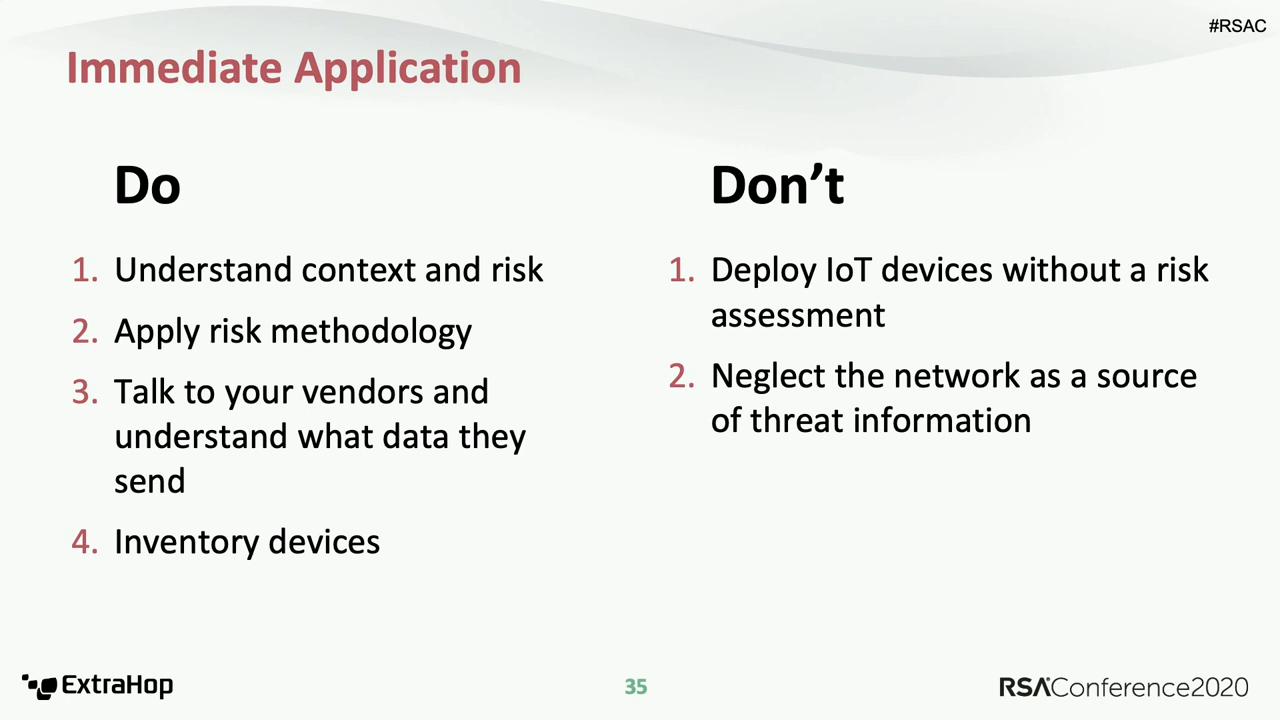 #RSAC
Immediate Application
Do
1. Understand context and risk
2. Apply risk methodology
3. Talk to your vendors and
understand what data they
send
4. Inventory devices
Don’t
1. Deploy IoT devices without a risk
assessment
2. Neglect the network as a source
of threat information
ExtraHop
35
RSAConference2020